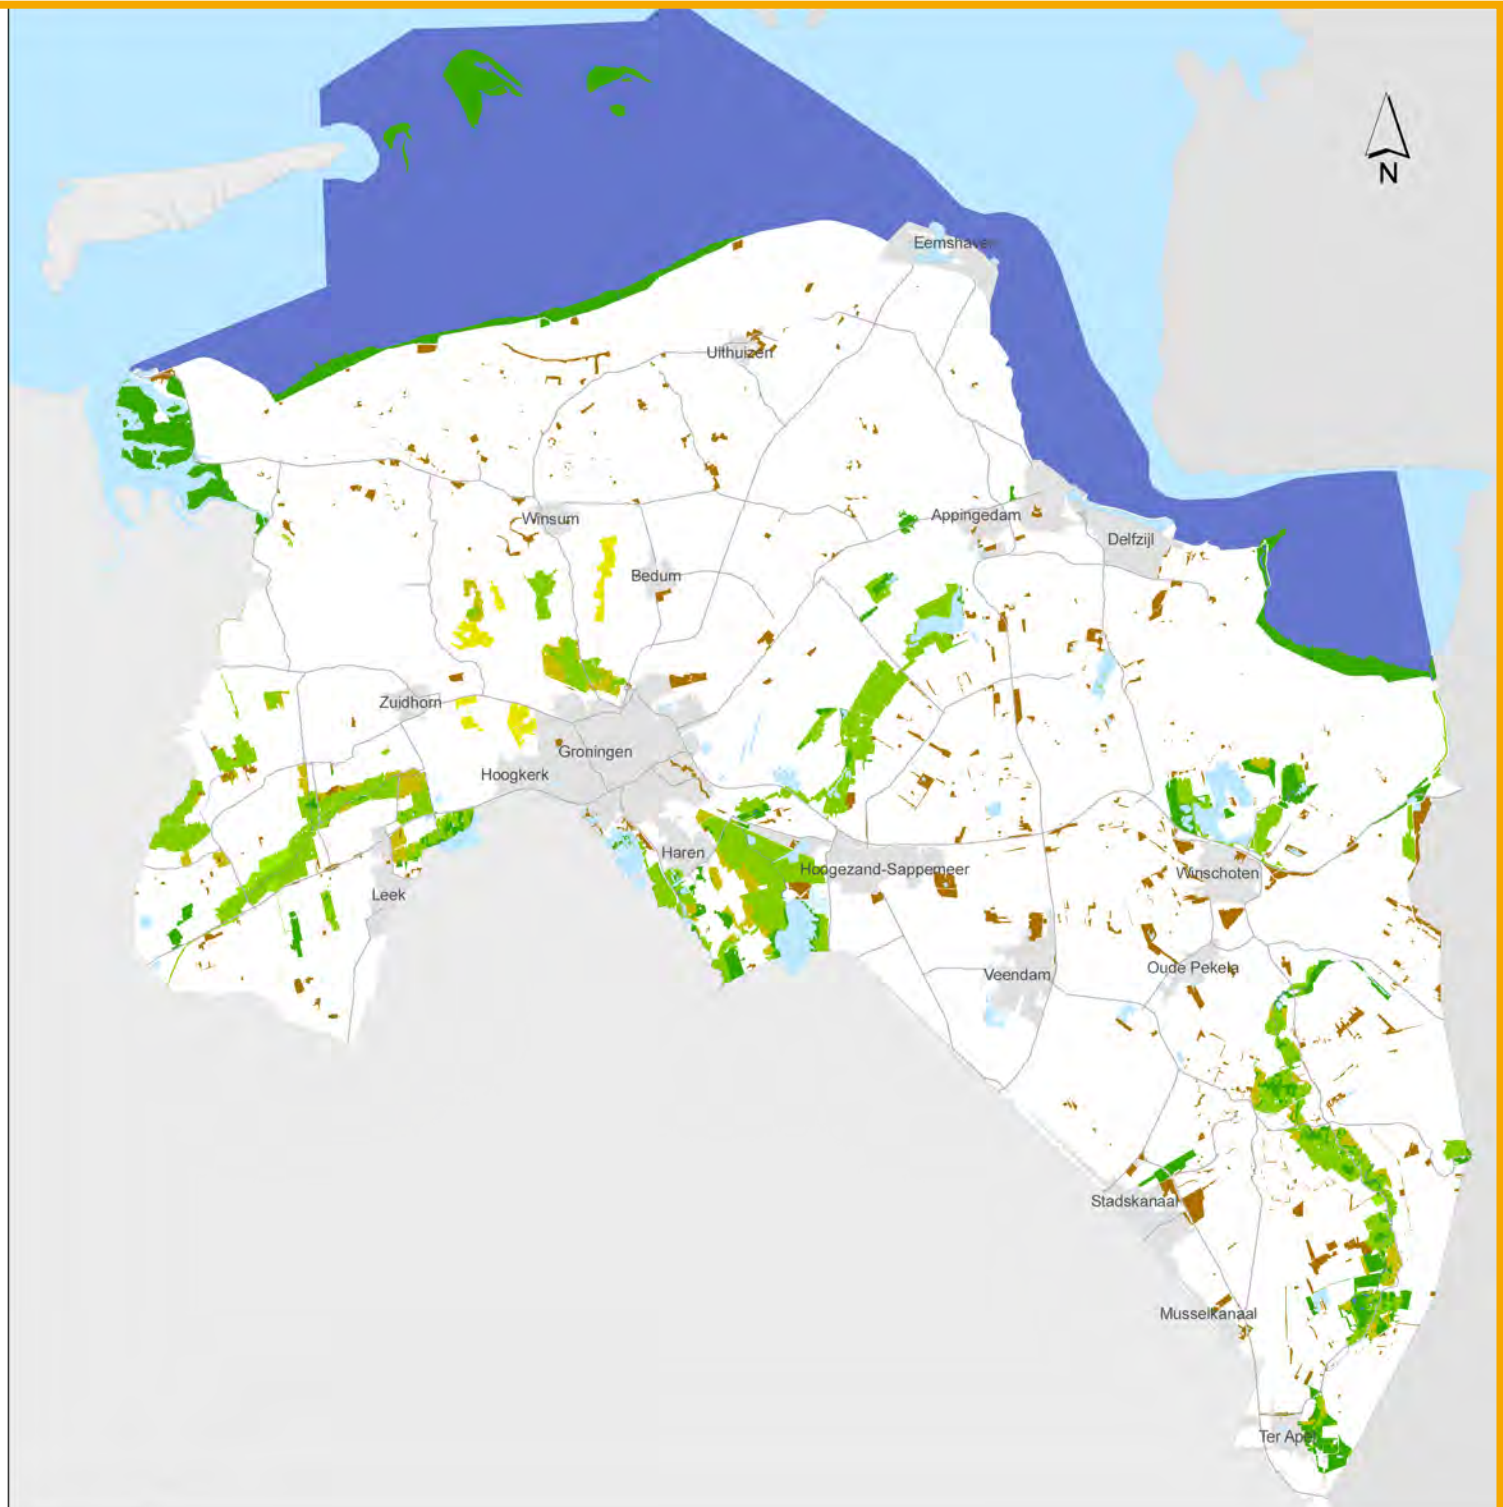 N
Eemshaven
Uithuizen
Winsum
Appingedam
Delfzijl
Bedum
Zuidhorn
Groningen
Hoogkerk
Haren
Hoogezand-Sappemeer
Winschoten
Leek
Veendam
Oude Pekela
Stadskanaal
Musselkanaal
Ter Apel